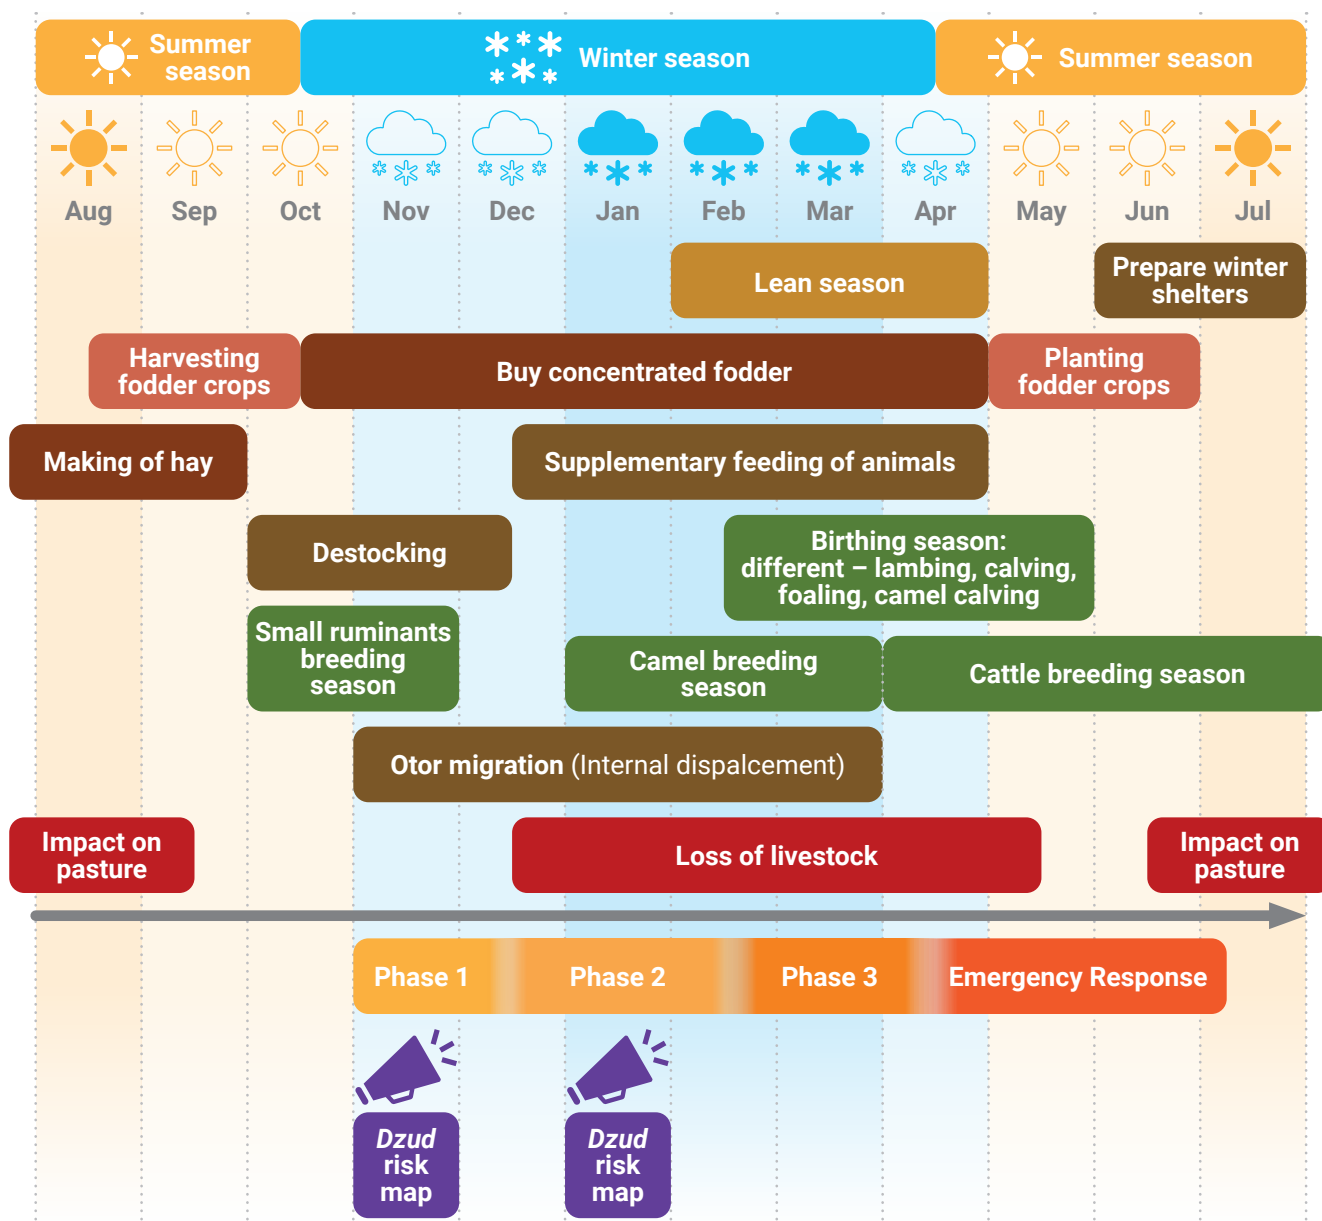 Summer
season
Winter season
Summer season
Aug
Sep
Oct
Nov
Dec
Jan
Feb
Mar
Apr
May
Jun
Jul
Lean season
Prepare winter
shelters
Harvesting
fodder crops
Buy concentrated fodder
Planting
fodder crops
Making of hay
Supplementary feeding of animals
Destocking
Birthing season:
different – lambing, calving,
foaling, camel calving
Small ruminants
breeding
season
Camel breeding
season
Cattle breeding season
Otor migration (Internal dispalcement)
Impact on
pasture
Loss of livestock
Impact on
pasture
Phase 1
Phase 2
Phase 3
Emergency Response
Dzud
risk
map
Dzud
risk
map